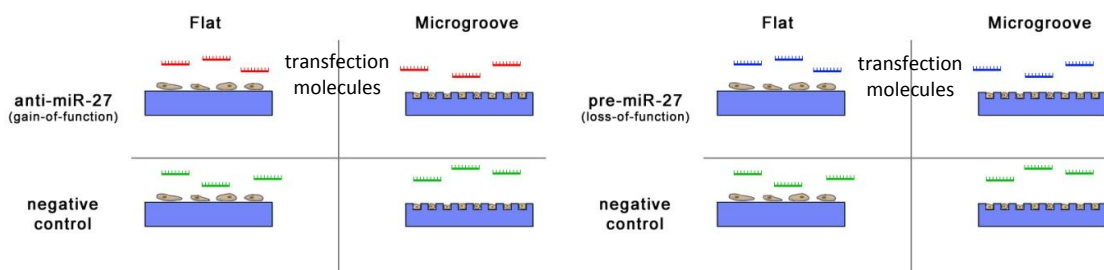 Flat
Microgroove
transfection
molecules
anti-miR-27
(gain-of-function)
negative
control
Flat
Microgroove
transfection
molecules
pre-miR-27
(loss-of-function)
negative
control